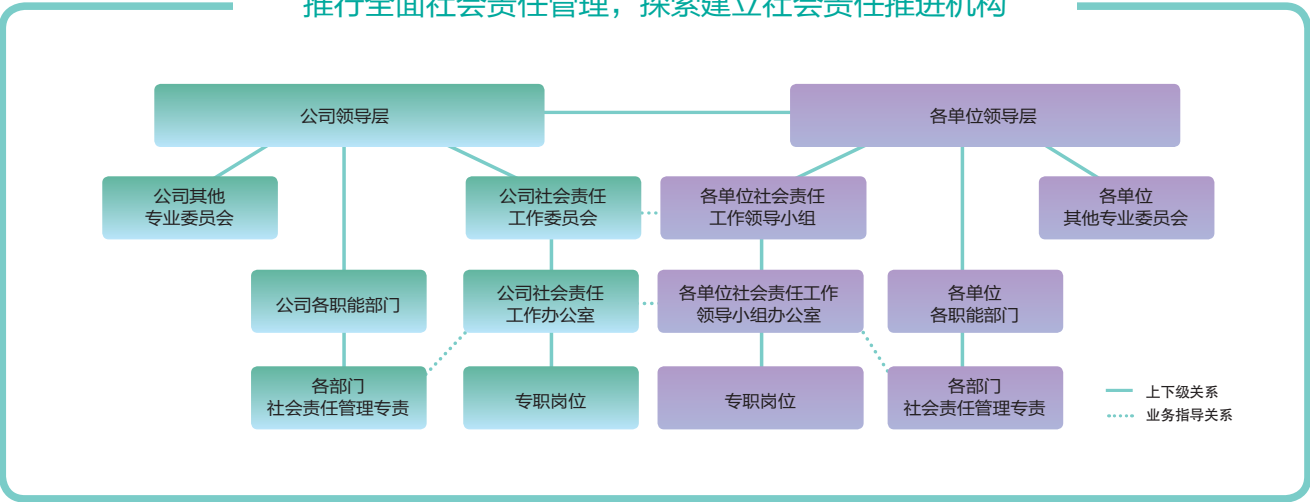 推行全面社会责任管理，探索建立社会责任推进机构
公司领导层
各单位领导层
公司其他
专业委员会
公司社会责任
工作委员会
各单位社会责任
工作领导小组
各单位
其他专业委员会
公司各职能部门
公司社会责任
工作办公室
各单位社会责任工作
领导小组办公室
各单位
各职能部门
各部门
社会责任管理专责
专职岗位
专职岗位
各部门
社会责任管理专责
上下级关系
业务指导关系